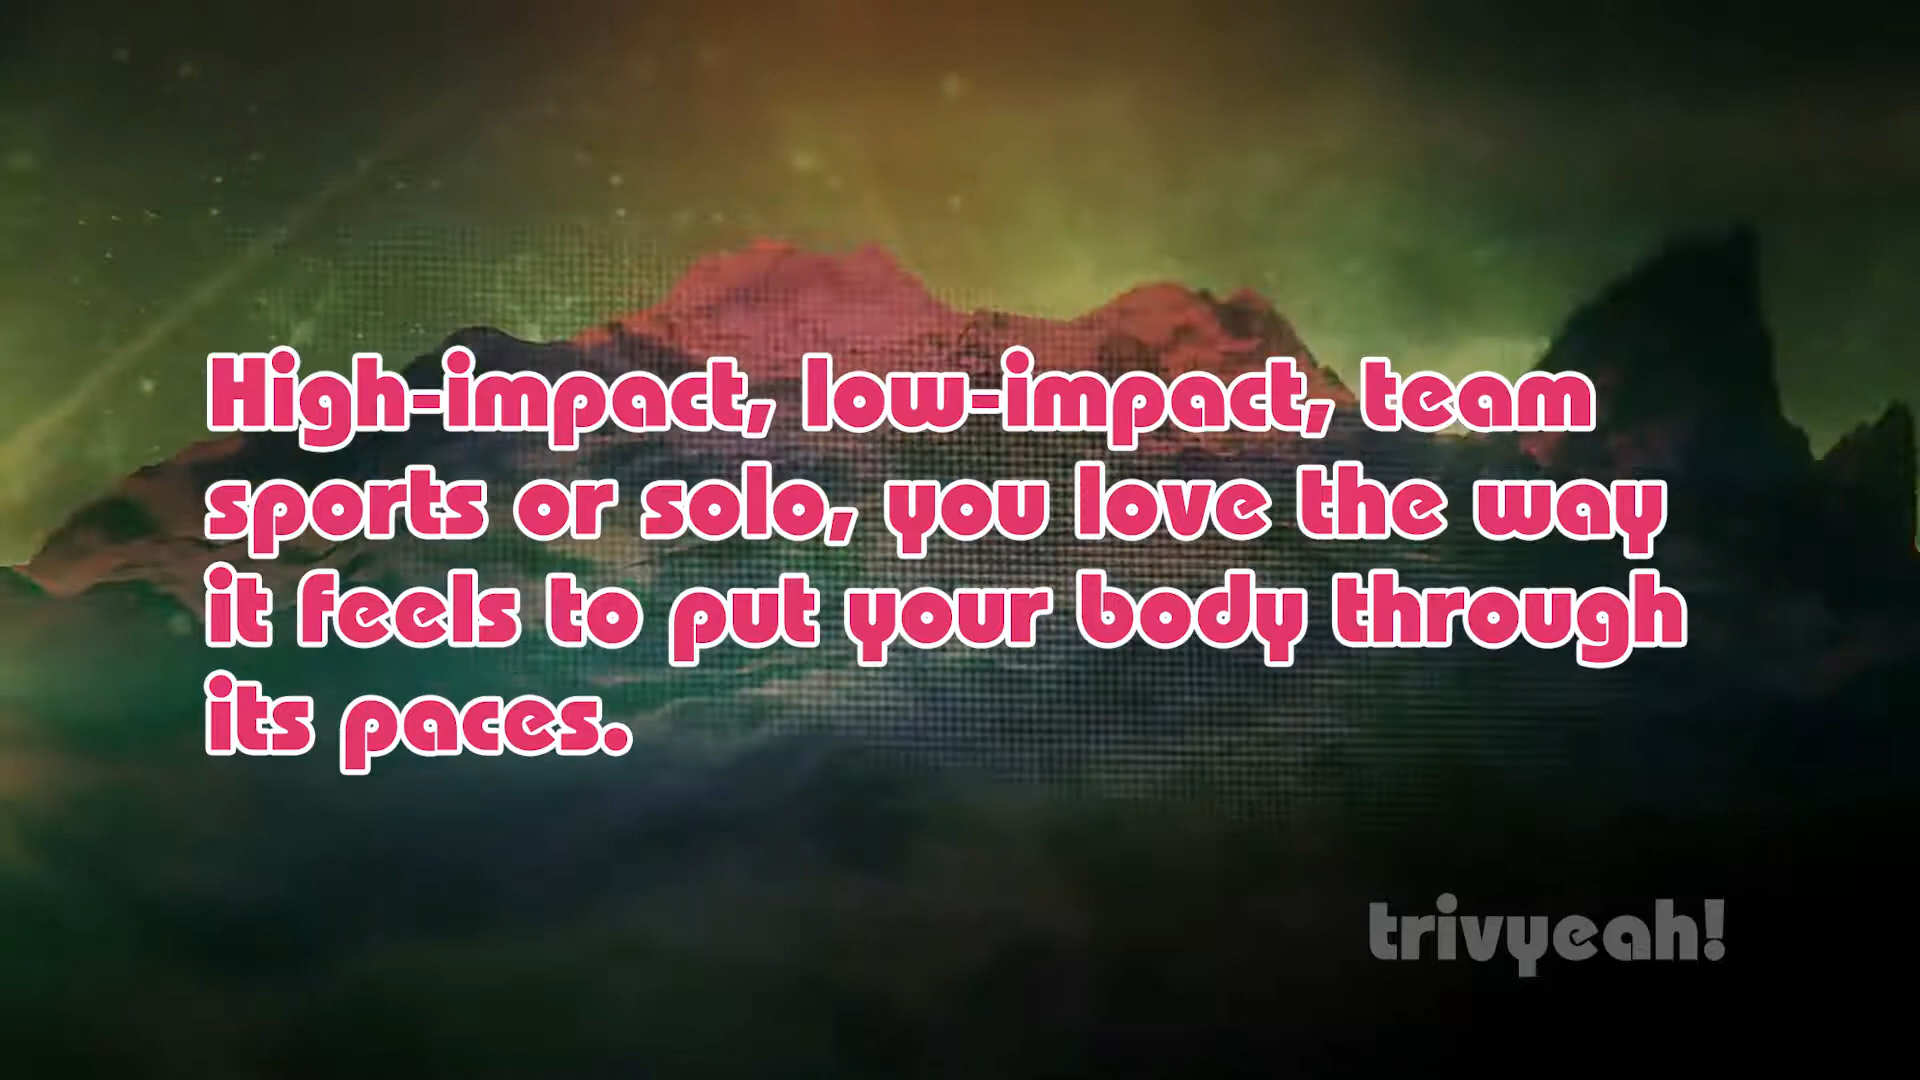 High-impact, low-impact, team
sports or solo, you love the way
it feels to put your body through
its paces.
trivyeah!